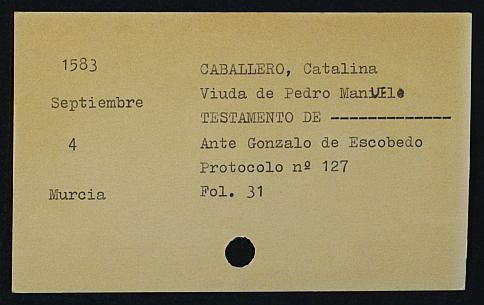 1583
Septiembre
4
Murcia
CABALLERO, Catalina
Viuda de Pedro
TESTAMENTO DE --------------
Ante Gonzalo de Escobedo
Protocolo nº 127
Fol. 31